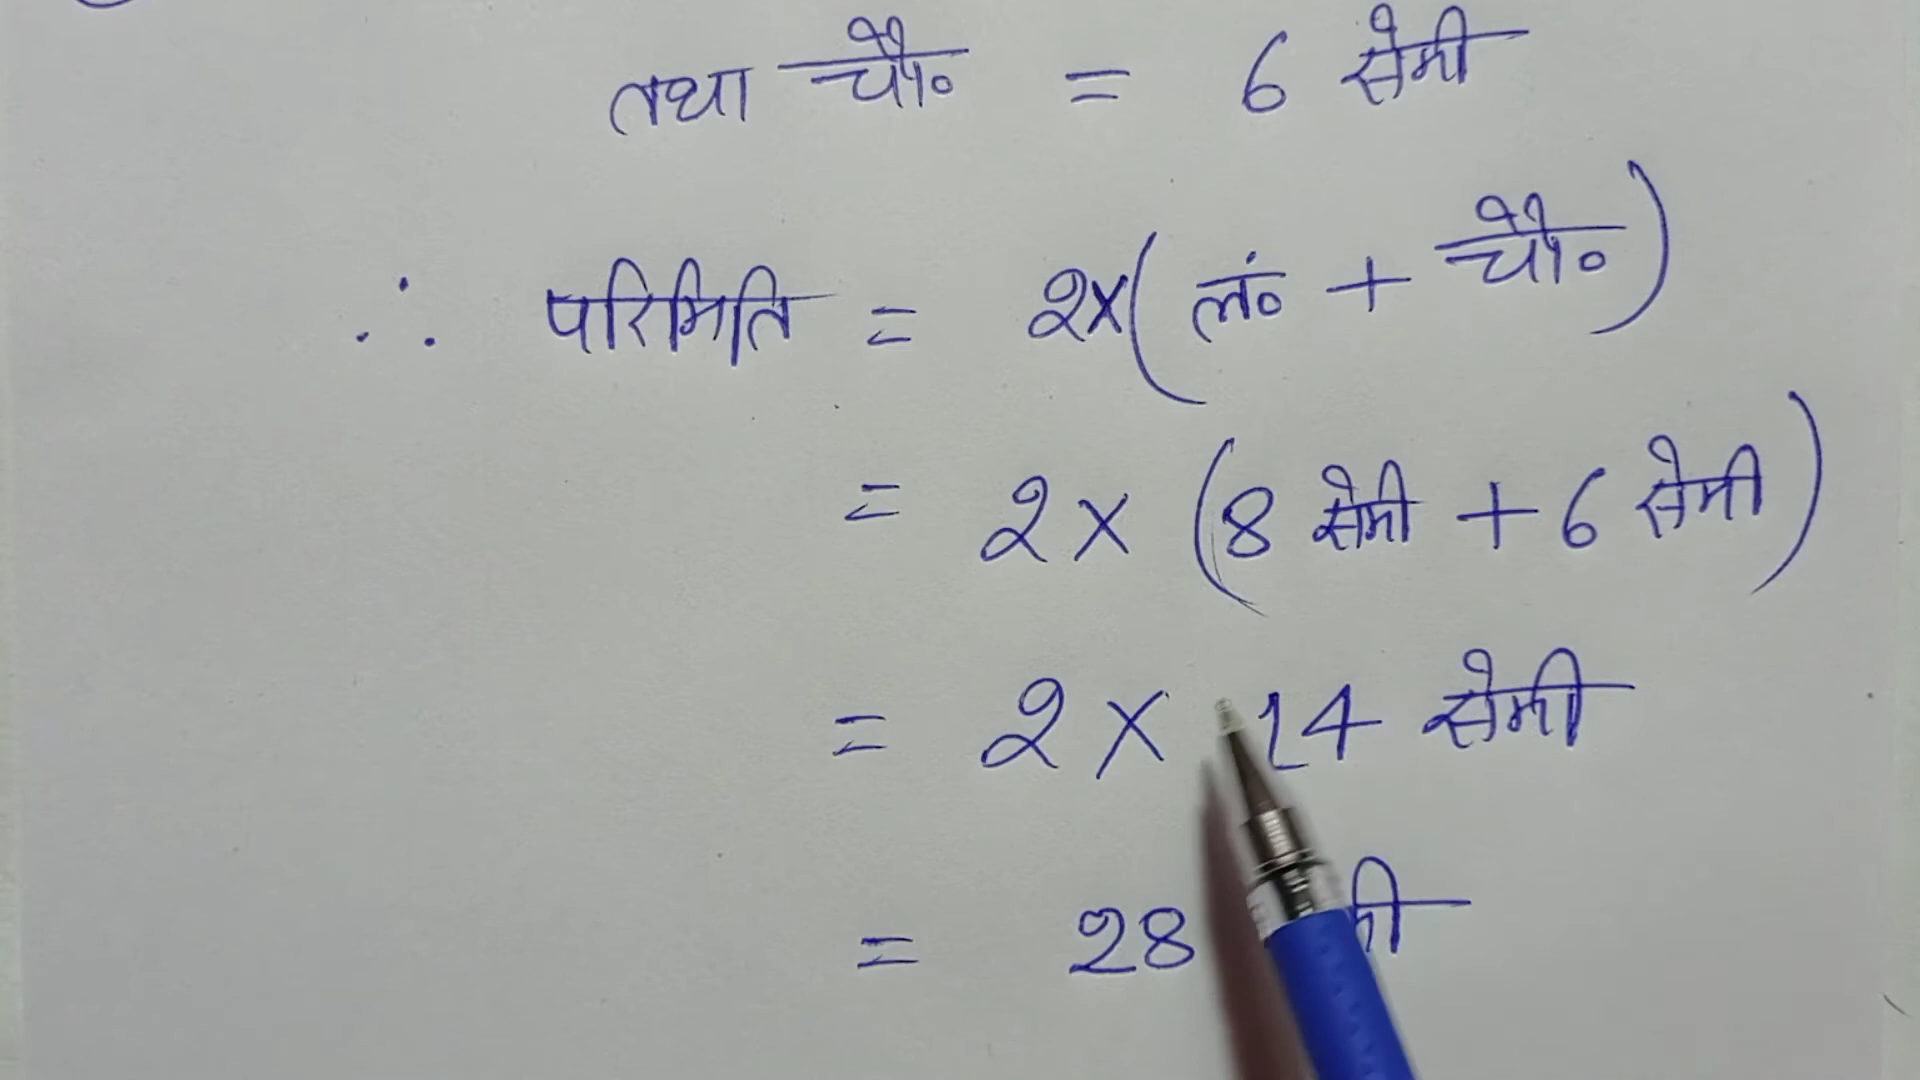 तथा चौ० = 6 सेमी
∴ परिमिति = 2×( लं० + चौ० )
= 2 × (8 सेमी + 6 सेमी)
= 2 × 14 सेमी
= 28